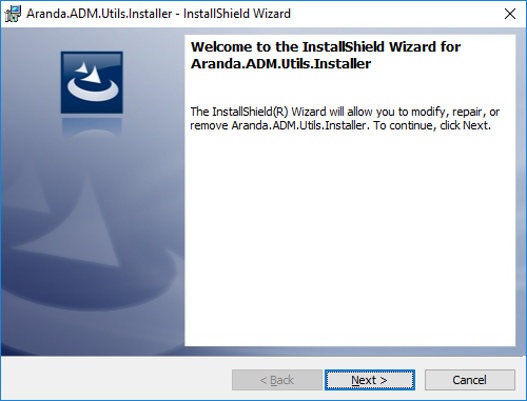 Aranda.ADM.Utils.Installer - InstallShield Wizard
Welcome to the InstallShield Wizard for
Aranda.ADM.Utils.Installer
The InstallShield(R) Wizard will allow you to modify, repair, or
remove Aranda.ADM.Utils.Installer. To continue, click Next.
< Back
Next >
Cancel